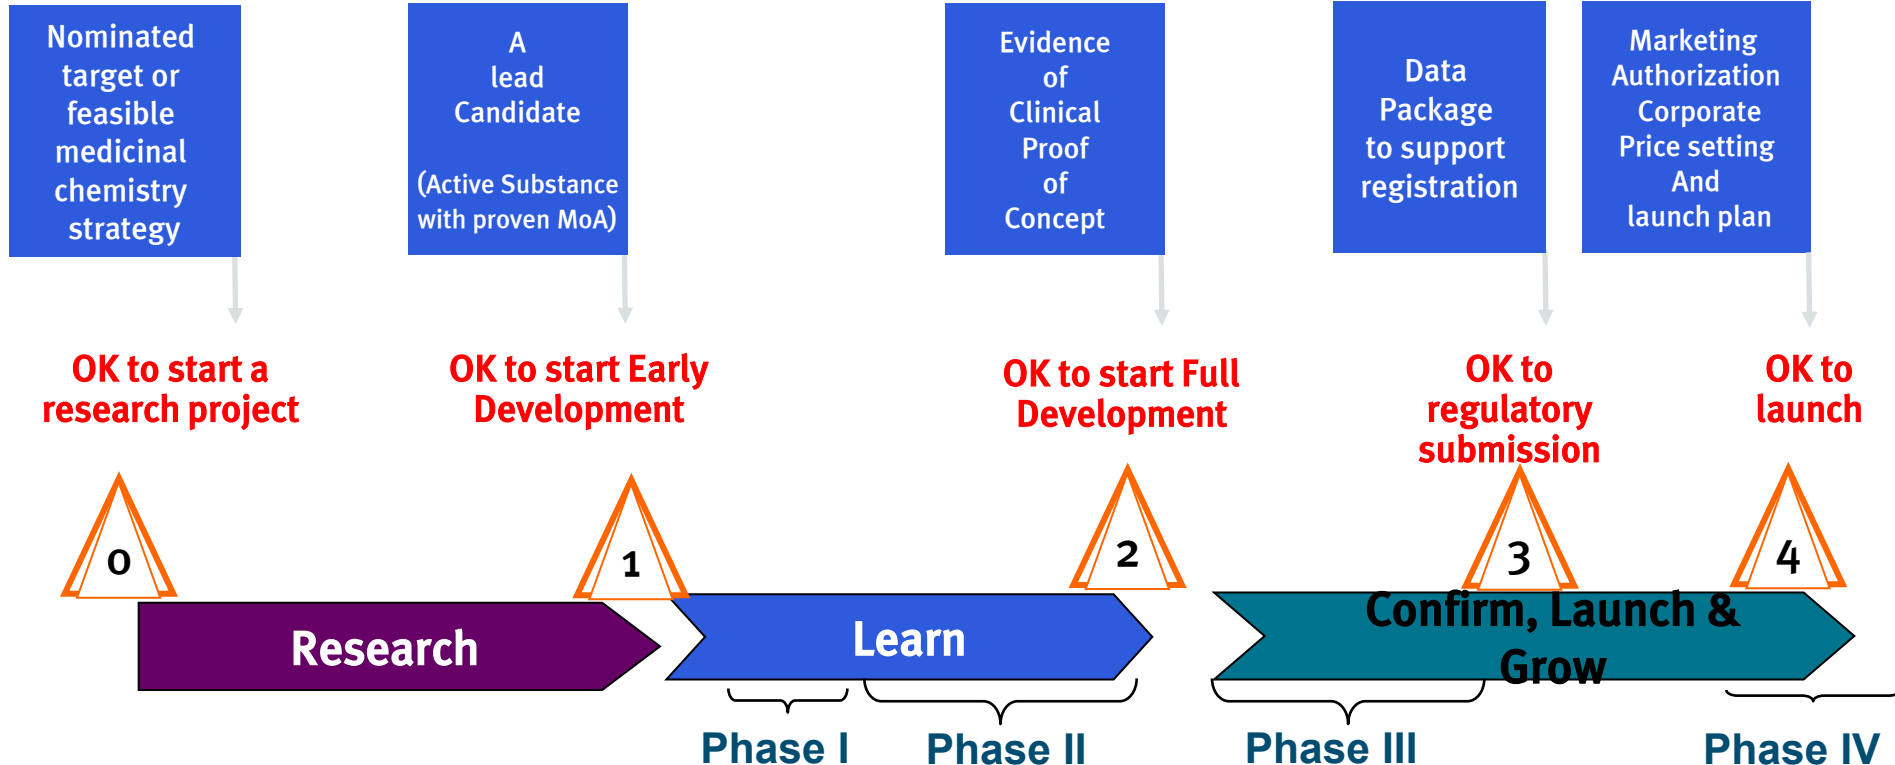 Nominated
target or
feasible
medicinal
chemistry
strategy
A
lead
Candidate
(Active Substance
with proven MoA)
Evidence
of
Clinical
Proof
of
Concept
Data
Package
to support
registration
Marketing
Authorization
Corporate
Price setting
And
launch plan
OK to start a
research project
OK to start Early
Development
OK to start Full
Development
OK to
regulatory
submission
OK to
launch
0
1
2
3
4
Research
Learn
Confirm, Launch &
Grow
Phase I
Phase II
Phase III
Phase IV